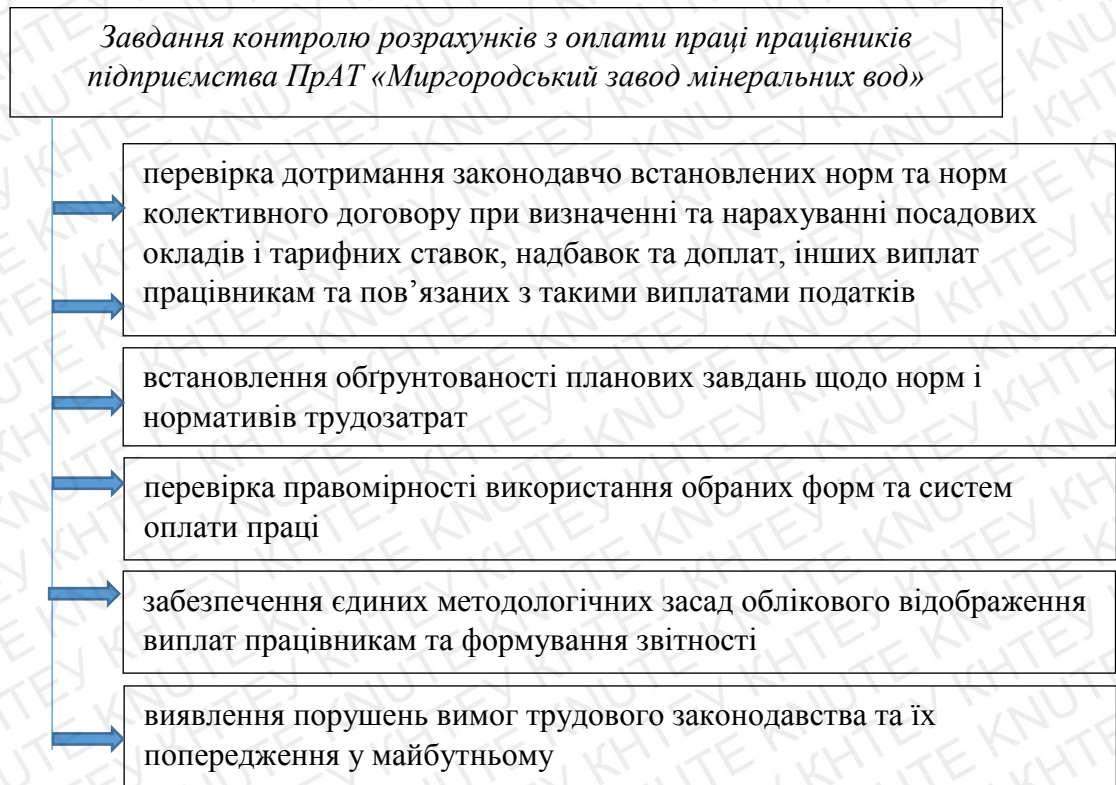 Завдання контролю розрахунків з оплати праці працівників
підприємства ПрАТ «Миргородський завод мінеральних вод»
перевірка дотримання законодавчо встановлених норм та норм
колективного договору при визначенні та нарахуванні посадових
окладів і тарифних ставок, надбавок та доплат, інших виплат
працівникам та пов’язаних з такими виплатами податків
встановлення обґрунтованості планових завдань щодо норм і
нормативів трудозатрат
перевірка правомірності використання обраних форм та систем
оплати праці
забезпечення єдиних методологічних засад облікового відображення
виплат працівникам та формування звітності
виявлення порушень вимог трудового законодавства та їх
попередження у майбутньому